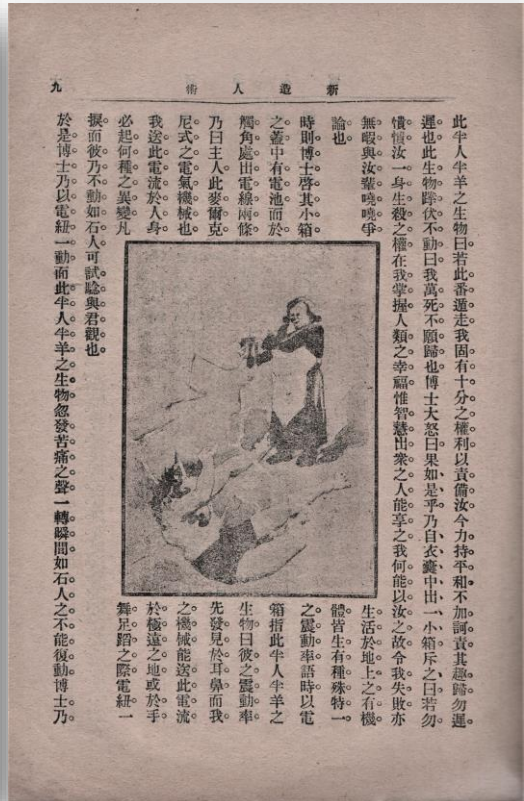 新造人術
九
此半人半羊之生物曰若此番遁走我固有十分之權利以責備汝今力持平和不加訶責其趣歸勿遲。
遲也此生物蹲伏不動曰我萬死不願歸也博士大怒曰果如是乎乃自衣囊中出一小箱斥之曰若勿
憒憒汝一身生殺之權在我掌握人類之幸福惟智慧出衆之人能享之我何能以汝之故令我失敗亦
無暇與汝輩嘵嘵爭
論也。
時則博士啓其小箱
之蓋中有電池而於
觸角處出電線兩條
乃曰主人此麥爾克
尼式之電氣機械也
我送此電流於人身
必起何種之異變凡
生活於地上之有機
體皆生有種殊特一
之震動率語時以電
箱指此半人半羊之
生物曰彼之震動率
先發見於耳鼻而我
之機械能送此電流
於極遠之地或於手
舞足蹈之際電紐一
捩而彼乃不動如石人可試驗與君觀也。
於是博士乃以電紐一動而此半人半羊之生物忽發苦痛之聲一轉瞬間如石人之不能復動博士乃